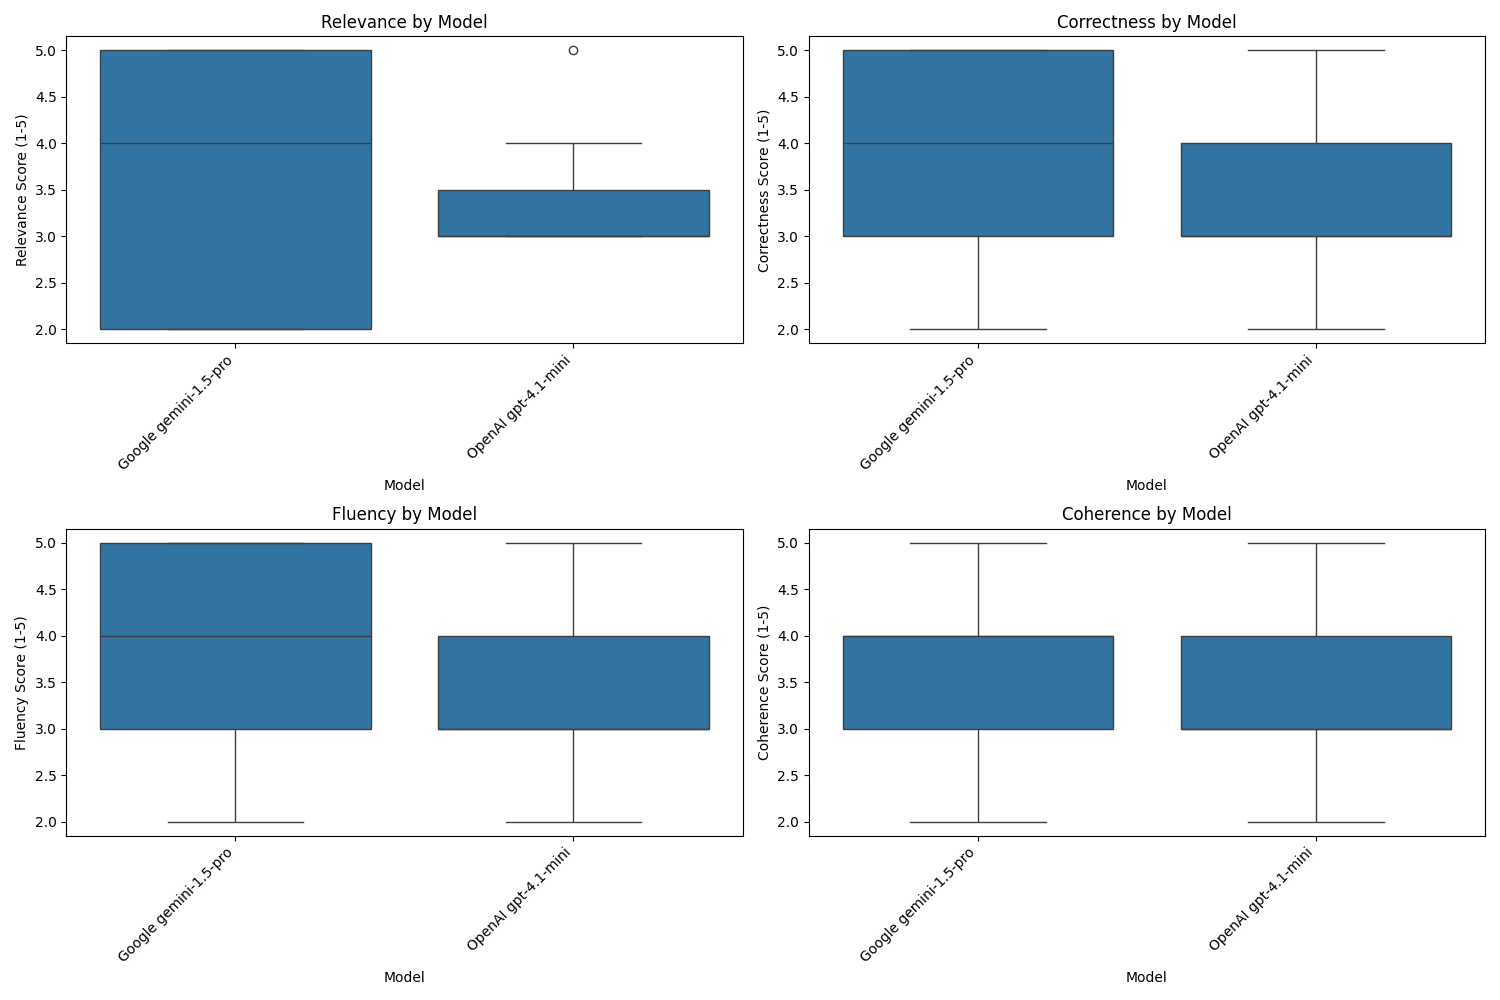 Relevance by Model
Relevance Score (1-5)
5.0
4.5
4.0
3.5
3.0
2.5
2.0
Google gemini-1.5-pro
OpenAI gpt-4.1-mini
Model
Correctness by Model
Correctness Score (1-5)
5.0
4.5
4.0
3.5
3.0
2.5
2.0
Google gemini-1.5-pro
OpenAI gpt-4.1-mini
Model
Fluency by Model
Fluency Score (1-5)
5.0
4.5
4.0
3.5
3.0
2.5
2.0
Google gemini-1.5-pro
OpenAI gpt-4.1-mini
Model
Coherence by Model
Coherence Score (1-5)
5.0
4.5
4.0
3.5
3.0
2.5
2.0
Google gemini-1.5-pro
OpenAI gpt-4.1-mini
Model